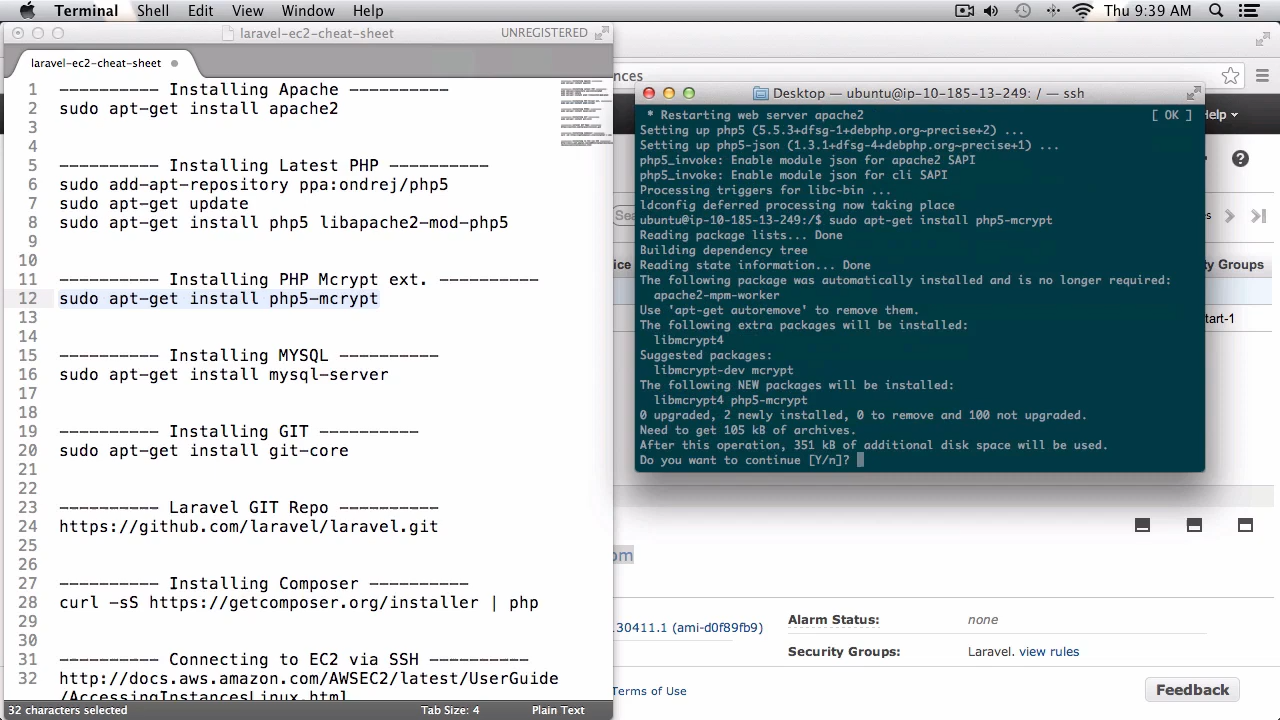 Terminal Shell Edit View Window Help Thu 9:39 AM
laravel-ec2-cheat-sheet UNREGISTERED
laravel-ec2-cheat-sheet
1 ---------- Installing Apache ----------
2 sudo apt-get install apache2
3
4
5 ---------- Installing Latest PHP ----------
6 sudo add-apt-repository ppa:ondrej/php5
7 sudo apt-get update
8 sudo apt-get install php5 libapache2-mod-php5
9
10
11 ---------- Installing PHP Mcrypt ext. ----------
12 sudo apt-get install php5-mcrypt
13
14
15 ---------- Installing MYSQL ----------
16 sudo apt-get install mysql-server
17
18
19 ---------- Installing GIT ----------
20 sudo apt-get install git-core
21
22
23 ---------- Laravel GIT Repo ----------
24 https://github.com/laravel/laravel.git
25
26
27 ---------- Installing Composer ----------
28 curl -sS https://getcomposer.org/installer | php
29
30
31 ---------- Connecting to EC2 via SSH ----------
32 http://docs.aws.amazon.com/AWSEC2/latest/UserGuide
/AccessingInstancesLinux.html
32 characters selected Tab Size: 4 Plain Text
nces
Desktop — ubuntu@ip-10-185-13-249: / — ssh
* Restarting web server apache2 [ OK ]
Setting up php5 (5.5.3+dfsg-1+debphp.org~precise+2) ...
Setting up php5-json (1.3.1+dfsg-4+debphp.org~precise+1) ...
php5_invoke: Enable module json for apache2 SAPI
php5_invoke: Enable module json for cli SAPI
Processing triggers for libc-bin ...
ldconfig deferred processing now taking place
ubuntu@ip-10-185-13-249:/$ sudo apt-get install php5-mcrypt
Reading package lists... Done
Building dependency tree
Reading state information... Done
The following package was automatically installed and is no longer required:
apache2-mpm-worker
Use 'apt-get autoremove' to remove them.
The following extra packages will be installed:
libmcrypt4
Suggested packages:
libmcrypt-dev mcrypt
The following NEW packages will be installed:
libmcrypt4 php5-mcrypt
0 upgraded, 2 newly installed, 0 to remove and 100 not upgraded.
Need to get 105 kB of archives.
After this operation, 351 kB of additional disk space will be used.
Do you want to continue [Y/n]?
elp
Sea
s
ice
ty Groups
tart-1
om
.30411.1 (ami-d0f89fb9) Alarm Status: none
Security Groups: Laravel. view rules
Terms of Use Feedback